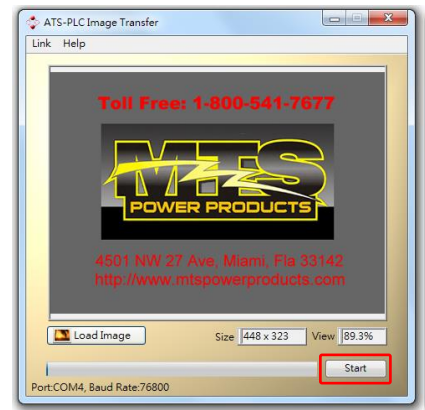 ATS-PLC Image Transfer
Link Help
Toll Free: 1-800-541-7677
MTS
POWER PRODUCTS
4501 NW 27 Ave, Miami, Fla 33142
http://www.mtspowerproducts.com
Load Image Size 448 x 323 View 89.3%
Start
Port:COM4, Baud Rate:76800